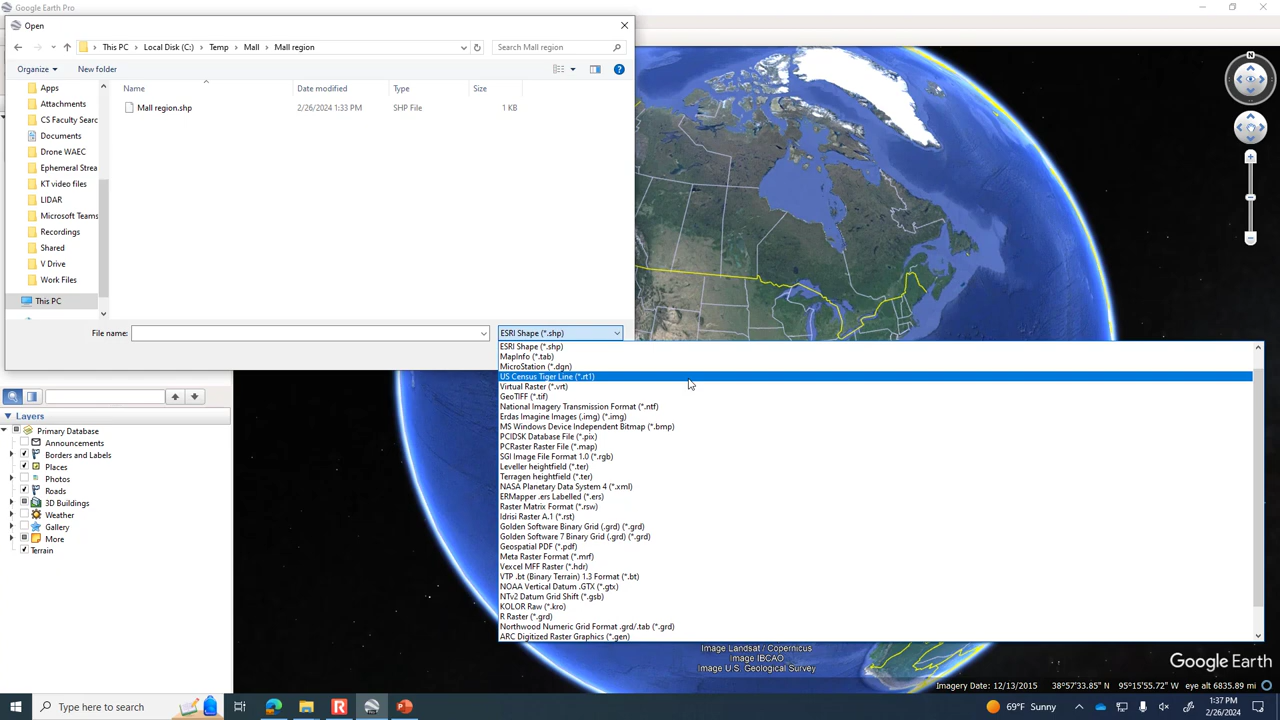 Google Earth Pro
Open
This PC
Local Disk (C:)
Temp
Mall
Mall region
Search Mall region
Organize
New folder
Name
Date modified
Type
Size
Mall region.shp
2/26/2024 1:33 PM
SHP File
1 KB
Apps
Attachments
CS Faculty Searc
Documents
Drone WAEC
Ephemeral Strea
KT video files
LIDAR
Microsoft Teams
Recordings
Shared
V Drive
Work Files
This PC
File name:
ESRI Shape (*.shp)
ESRI Shape (*.shp)
MapInfo (*.tab)
MicroStation (*.dgn)
US Census Tiger Line (*.rt1)
Virtual Raster (*.vrt)
GeoTIFF (*.tif)
National Imagery Transmission Format (*.ntf)
Erdas Imagine Images (.img) (*.img)
MS Windows Device Independent Bitmap (*.bmp)
PCIDSK Database File (*.pix)
PCRaster Raster File (*.map)
SGI Image File Format 1.0 (*.rgb)
Leveller heightfield (*.ter)
Terragen heightfield (*.ter)
NASA Planetary Data System 4 (*.xml)
ERMapper .ers Labelled (*.ers)
Raster Matrix Format (*.rsw)
Idrisi Raster A.1 (*.rst)
Golden Software Binary Grid (.grd) (*.grd)
Golden Software 7 Binary Grid (.grd) (*.grd)
Geospatial PDF (*.pdf)
Meta Raster Format (*.mrf)
Vexcel MFF Raster (*.hdr)
VTP .bt (Binary Terrain) 1.3 Format (*.bt)
NOAA Vertical Datum .GTX (*.gtx)
NTv2 Datum Grid Shift (*.gsb)
KOLOR Raw (*.kro)
R Raster (*.grd)
Northwood Numeric Grid Format .grd/.tab (*.grd)
ARC Digitized Raster Graphics (*.gen)
Layers
Primary Database
Announcements
Borders and Labels
Places
Photos
Roads
3D Buildings
Weather
Gallery
More
Terrain
N
Image Landsat / Copernicus
Image IBCAO
Image U.S. Geological Survey
Google Earth
Imagery Date: 12/13/2015 38°57'33.85" N 95°15'55.72" W eye alt 6835.89 mi
Type here to search
69°F Sunny
1:37 PM
2/26/2024